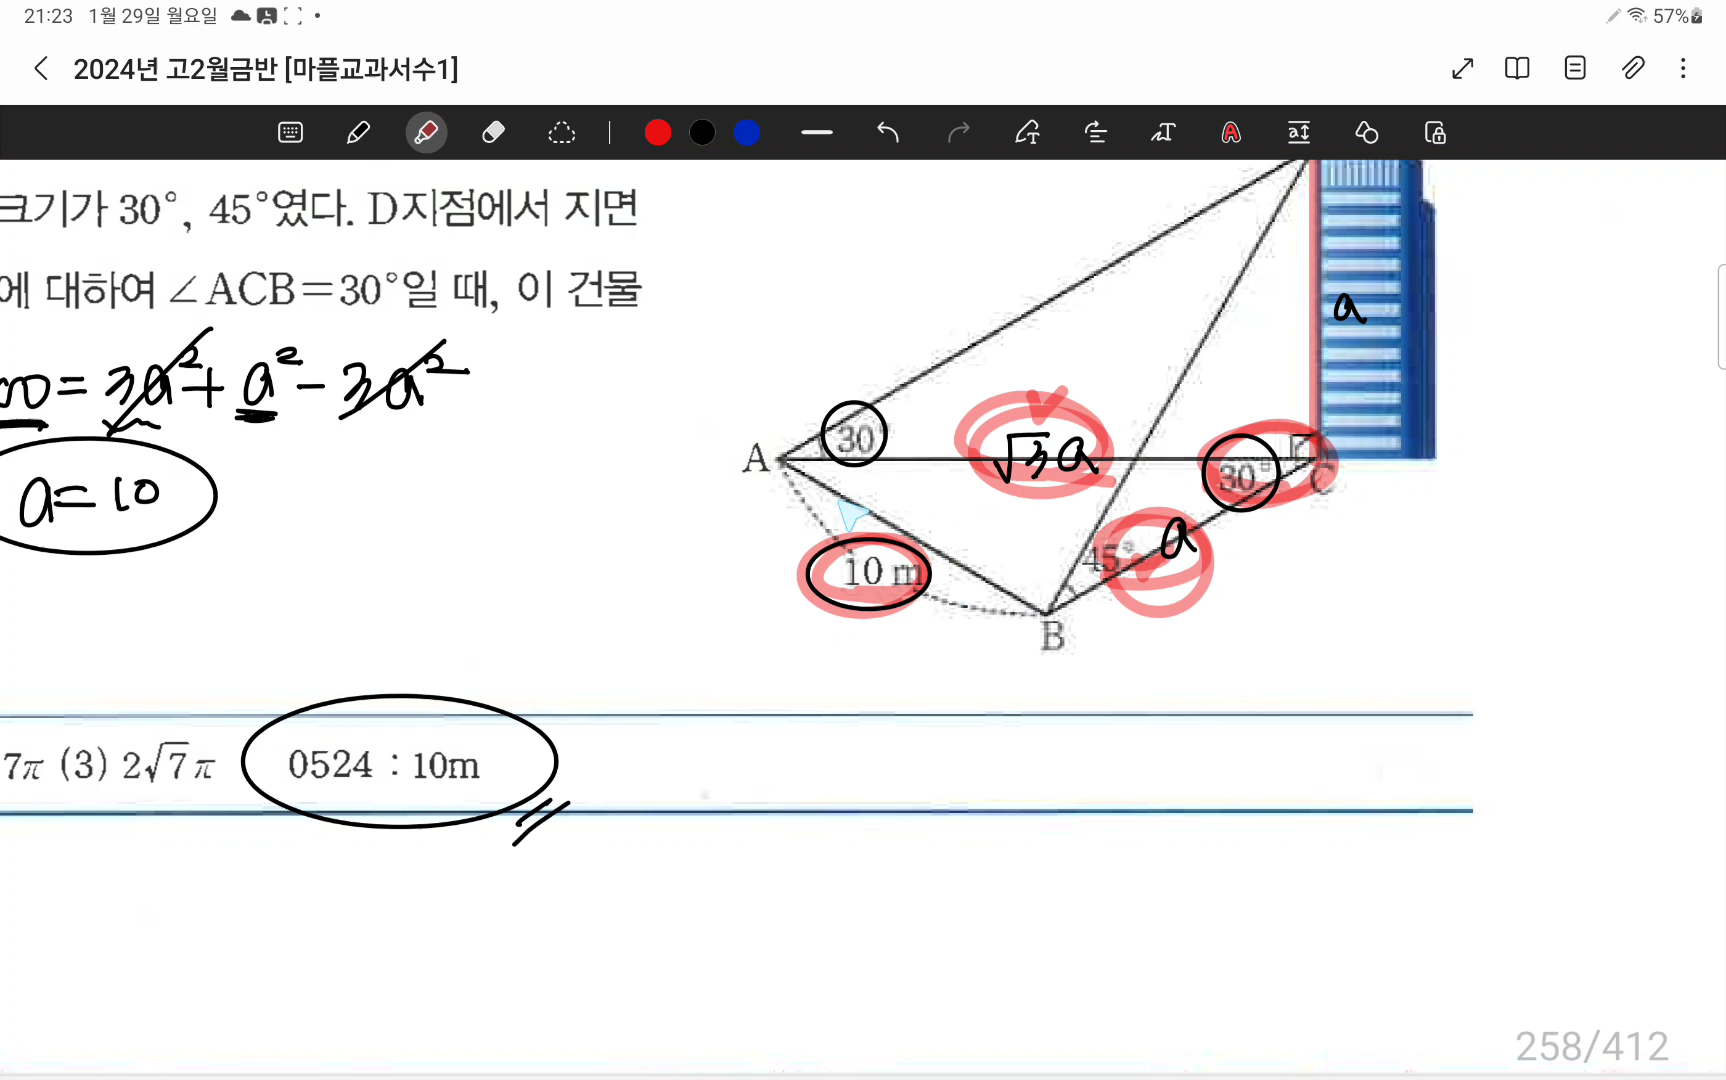 21:23 1월 29일 월요일
57%
2024년 고2월금반 [마플교과서수1]
크기가 30°, 45°였다. D지점에서 지면
에 대하여 ∠ACB=30°일 때, 이 건물
00 = 3a² + a² - 3a²
a = 10
a
A
30°
√3a
30°
C
10 m
45°
a
B
7π (3) 2√7π 0524 : 10m
258/412